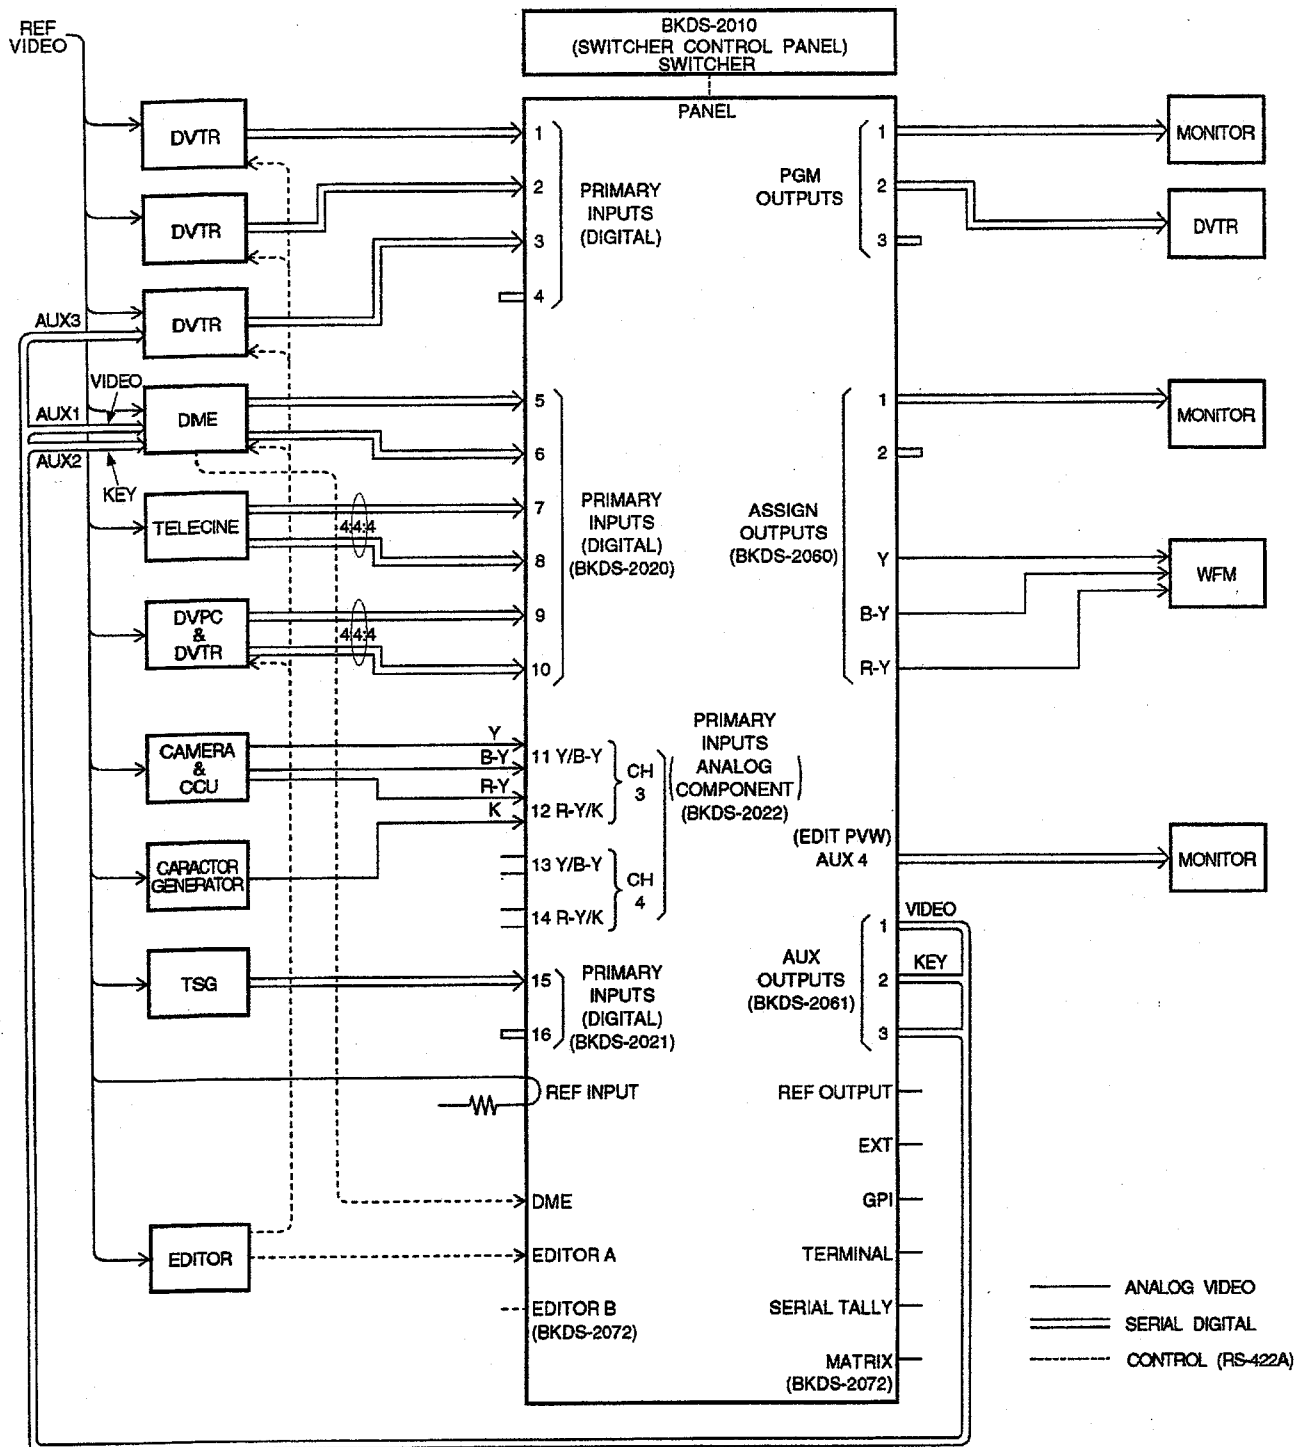 REF
VIDEO
BKDS-2010
(SWITCHER CONTROL PANEL)
SWITCHER
PANEL
DVTR
1
PRIMARY
INPUTS
(DIGITAL)
2
3
4
DVTR
DVTR
AUX3
PGM
OUTPUTS
1
2
3
MONITOR
DVTR
VIDEO
AUX1
AUX2
KEY
DME
TELECINE
4:4:4
DVPC
&
DVTR
4:4:4
5
6
7
8
9
10
PRIMARY
INPUTS
(DIGITAL)
(BKDS-2020)
ASSIGN
OUTPUTS
(BKDS-2060)
1
2
Y
B-Y
R-Y
MONITOR
WFM
CAMERA
&
CCU
Y
B-Y
R-Y
K
11 Y/B-Y
12 R-Y/K
CH
3
13 Y/B-Y
14 R-Y/K
CH
4
PRIMARY
INPUTS
(ANALOG
COMPONENT)
(BKDS-2022)
CARACTOR
GENERATOR
(EDIT PVW)
AUX 4
MONITOR
TSG
15
16
PRIMARY
INPUTS
(DIGITAL)
(BKDS-2021)
AUX
OUTPUTS
(BKDS-2061)
1
2
3
VIDEO
KEY
REF INPUT
REF OUTPUT
EXT
GPI
TERMINAL
SERIAL TALLY
MATRIX
(BKDS-2072)
DME
EDITOR
EDITOR A
EDITOR B
(BKDS-2072)
ANALOG VIDEO
SERIAL DIGITAL
CONTROL (RS-422A)